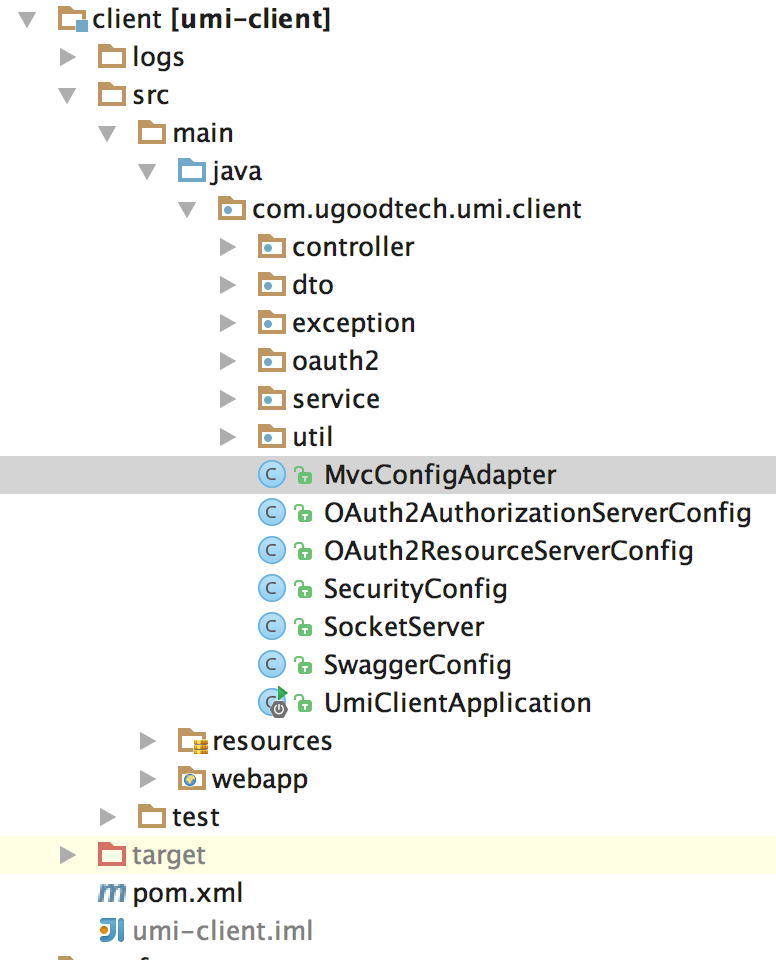 client [umi-client]
logs
src
main
java
com.ugoodtech.umi.client
controller
dto
exception
oauth2
service
util
MvcConfigAdapter
OAuth2AuthorizationServerConfig
OAuth2ResourceServerConfig
SecurityConfig
SocketServer
SwaggerConfig
UmiClientApplication
resources
webapp
test
target
pom.xml
umi-client.iml